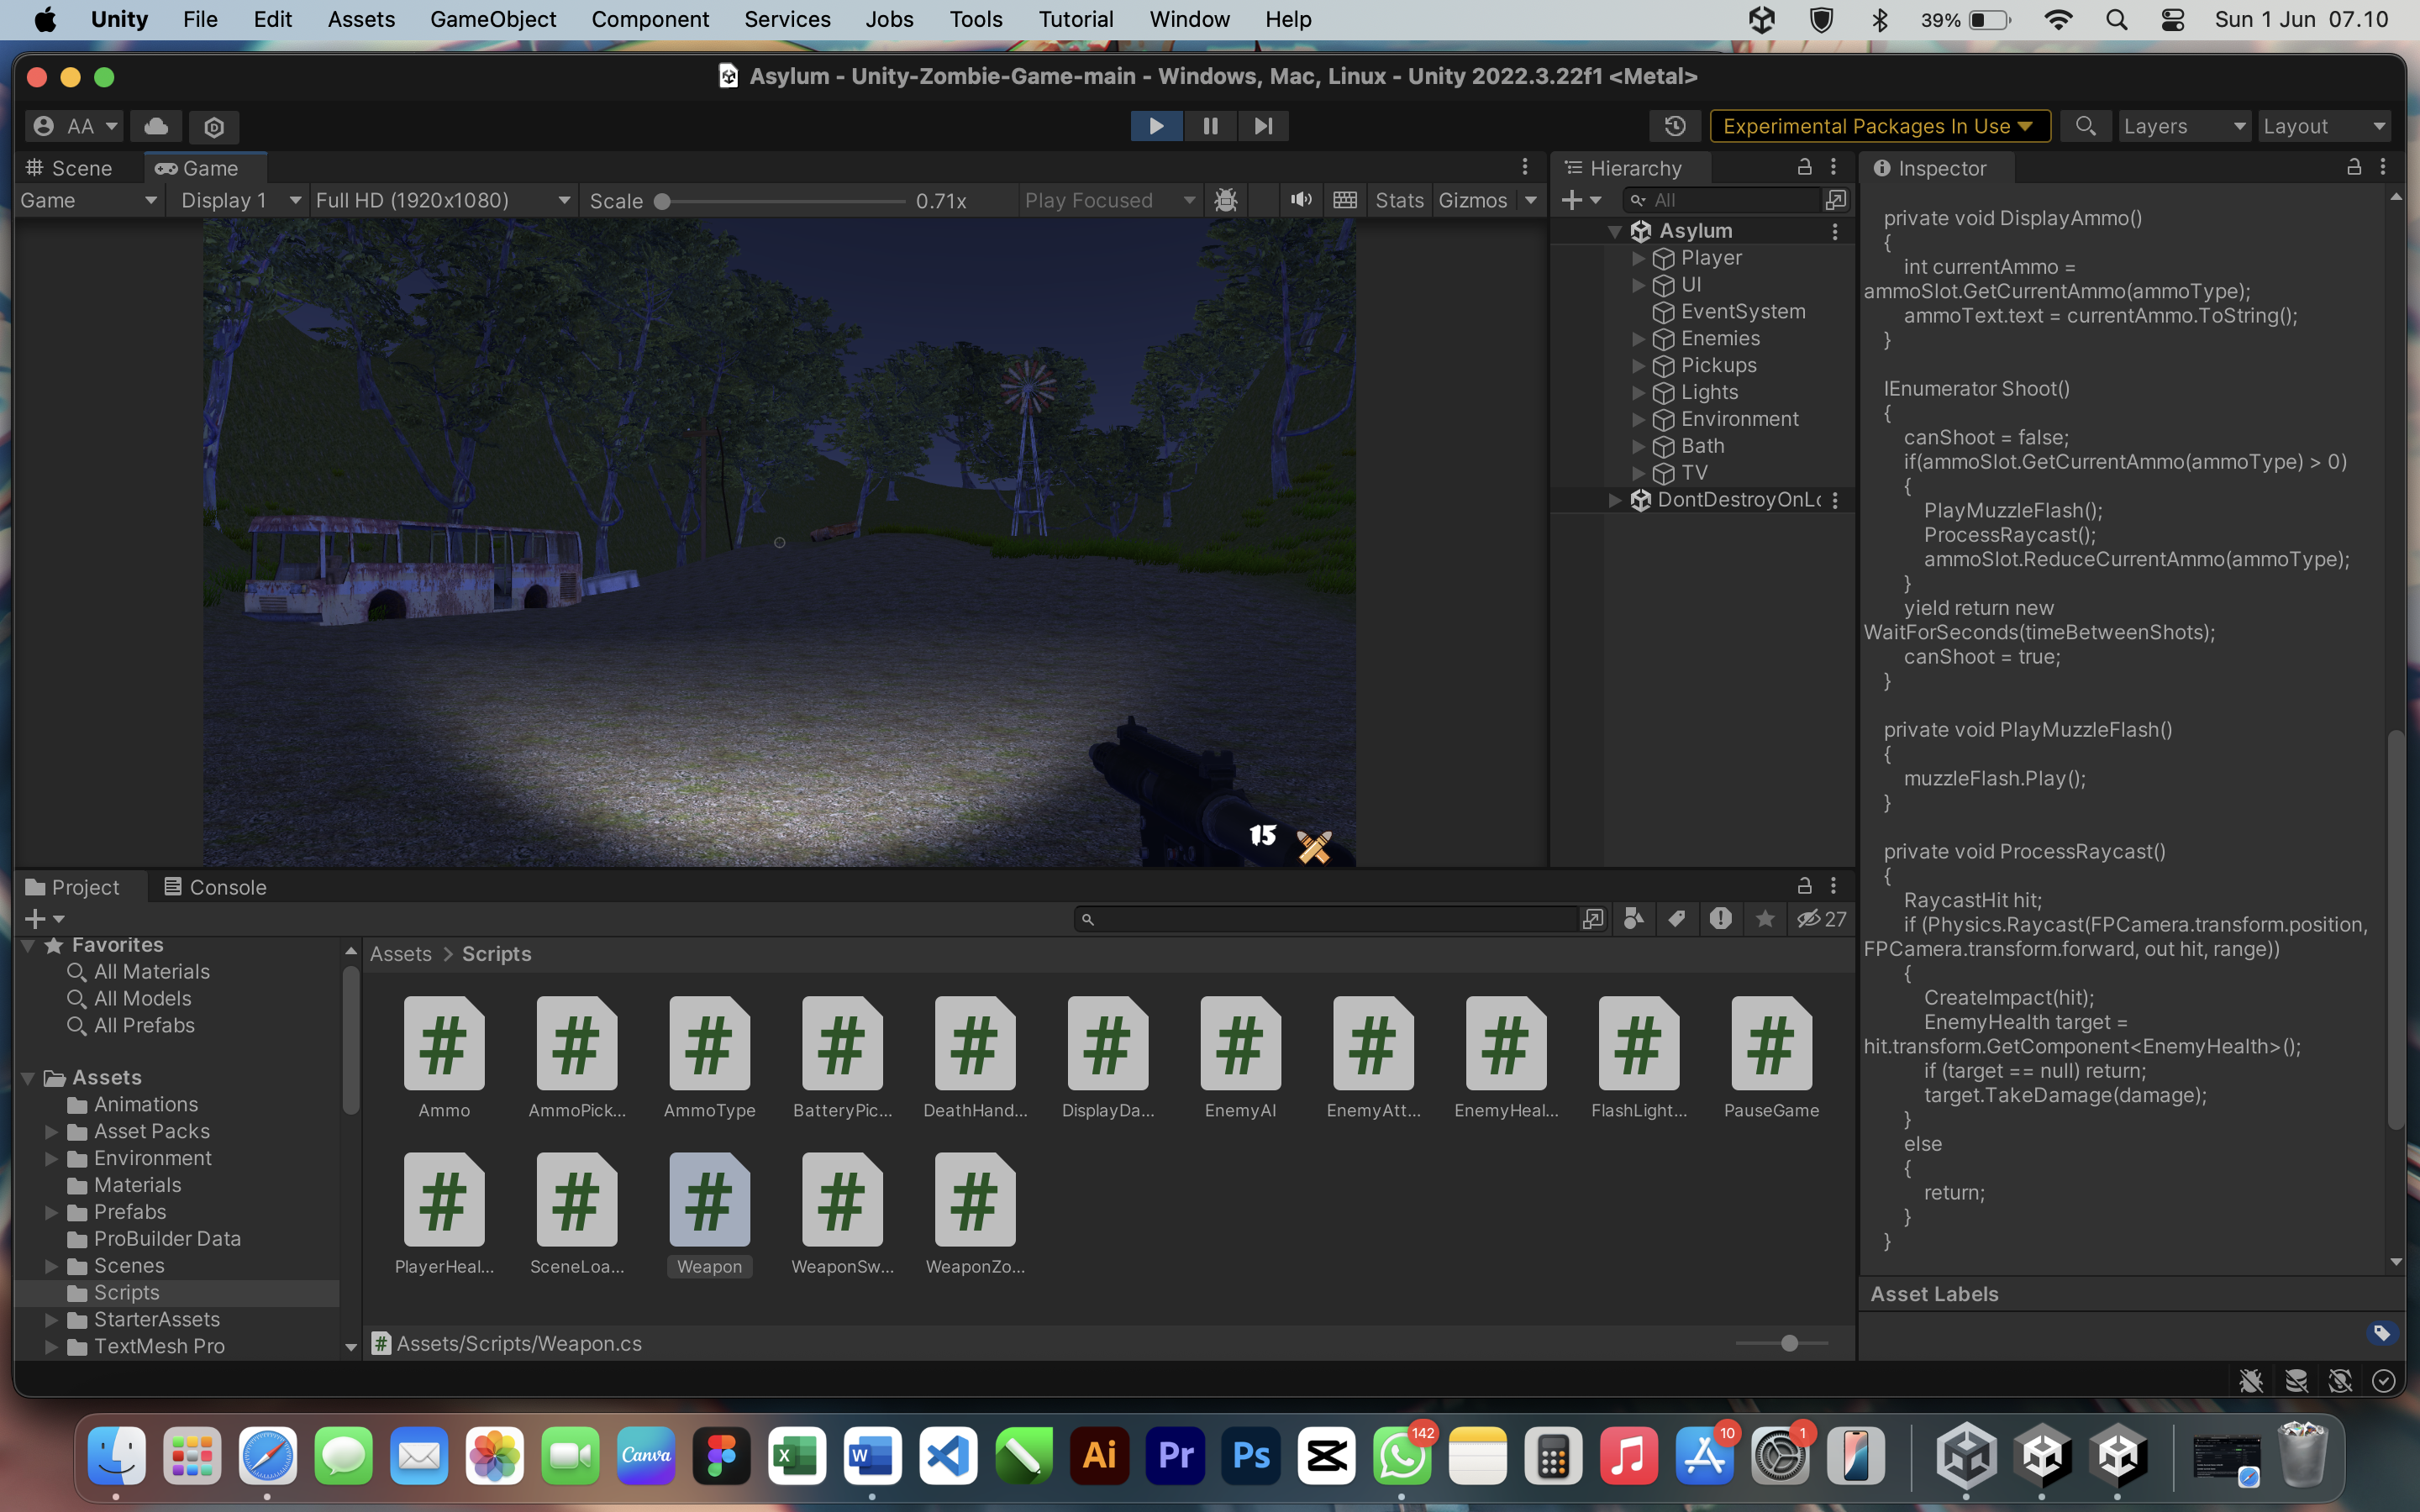 Unity File Edit Assets GameObject Component Services Jobs Tools Tutorial Window Help 39% Sun 1 Jun 07.10
Asylum - Unity-Zombie-Game-main - Windows, Mac, Linux - Unity 2022.3.22f1 <Metal>
AA Experimental Packages In Use Layers Layout
Scene Game
Game Display 1 Full HD (1920x1080) Scale 0.71x Play Focused Stats Gizmos
15
Hierarchy
All
Asylum
Player
UI
EventSystem
Enemies
Pickups
Lights
Environment
Bath
TV
DontDestroyOnLo
Inspector
private void DisplayAmmo()
{
int currentAmmo =
ammoSlot.GetCurrentAmmo(ammoType);
ammoText.text = currentAmmo.ToString();
}
IEnumerator Shoot()
{
canShoot = false;
if(ammoSlot.GetCurrentAmmo(ammoType) > 0)
{
PlayMuzzleFlash();
ProcessRaycast();
ammoSlot.ReduceCurrentAmmo(ammoType);
}
yield return new
WaitForSeconds(timeBetweenShots);
canShoot = true;
}
private void PlayMuzzleFlash()
{
muzzleFlash.Play();
}
private void ProcessRaycast()
{
RaycastHit hit;
if (Physics.Raycast(FPCamera.transform.position,
FPCamera.transform.forward, out hit, range))
{
CreateImpact(hit);
EnemyHealth target =
hit.transform.GetComponent<EnemyHealth>();
if (target == null) return;
target.TakeDamage(damage);
}
else
{
return;
}
}
Asset Labels
Project Console
27
Favorites
All Materials
All Models
All Prefabs
Assets
Animations
Asset Packs
Environment
Materials
Prefabs
ProBuilder Data
Scenes
Scripts
StarterAssets
TextMesh Pro
Assets > Scripts
Ammo AmmoPick... AmmoType BatteryPic... DeathHand... DisplayDa... EnemyAI EnemyAtt... EnemyHeal... FlashLight... PauseGame
PlayerHeal... SceneLoa... Weapon WeaponSw... WeaponZo...
Assets/Scripts/Weapon.cs
Canva X W Ai Pr Ps 142 10 1